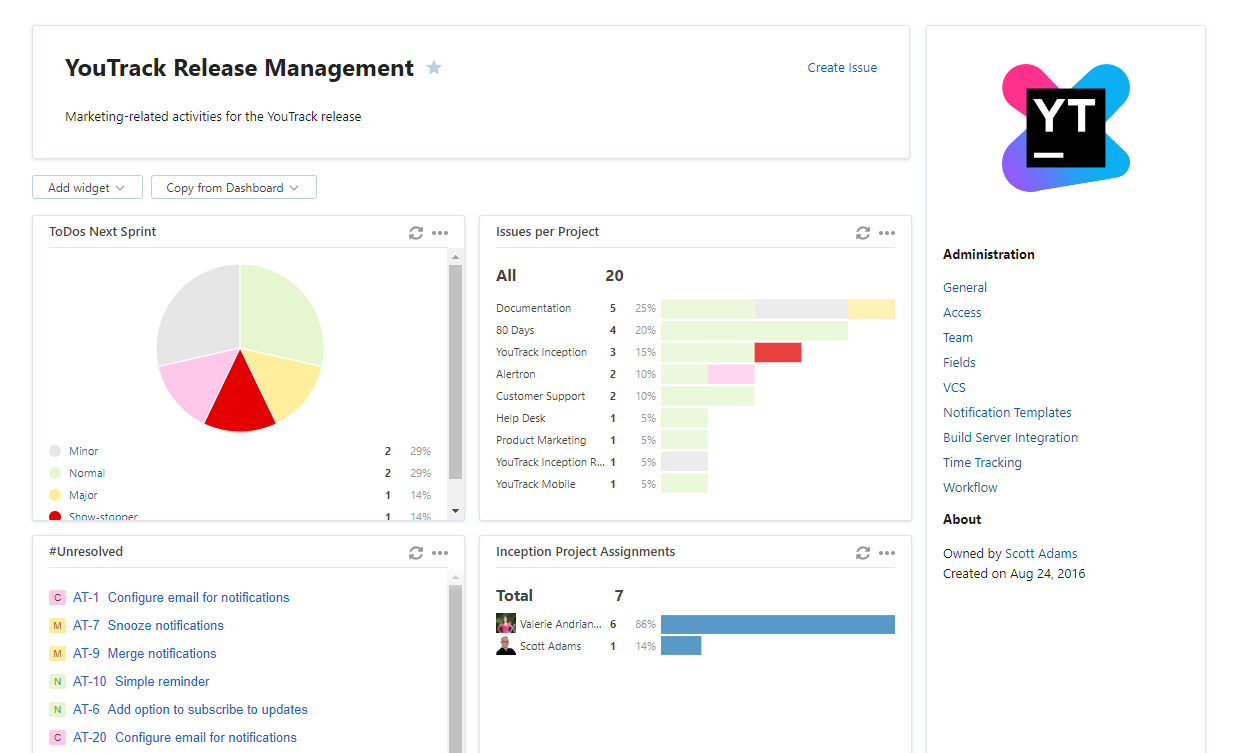 YouTrack Release Management
Create Issue
Marketing-related activities for the YouTrack release
Add widget
Copy from Dashboard
ToDos Next Sprint
Minor 2 29%
Normal 2 29%
Major 1 14%
Show-stopper 1 14%
Issues per Project
All 20
Documentation 5 25%
80 Days 4 20%
YouTrack Inception 3 15%
Alertron 2 10%
Customer Support 2 10%
Help Desk 1 5%
Product Marketing 1 5%
YouTrack Inception R... 1 5%
YouTrack Mobile 1 5%
#Unresolved
C AT-1 Configure email for notifications
M AT-7 Snooze notifications
M AT-9 Merge notifications
N AT-10 Simple reminder
N AT-6 Add option to subscribe to updates
C AT-20 Configure email for notifications
Inception Project Assignments
Total 7
Valerie Andrian... 6 86%
Scott Adams 1 14%
YT
Administration
General
Access
Team
Fields
VCS
Notification Templates
Build Server Integration
Time Tracking
Workflow
About
Owned by Scott Adams
Created on Aug 24, 2016